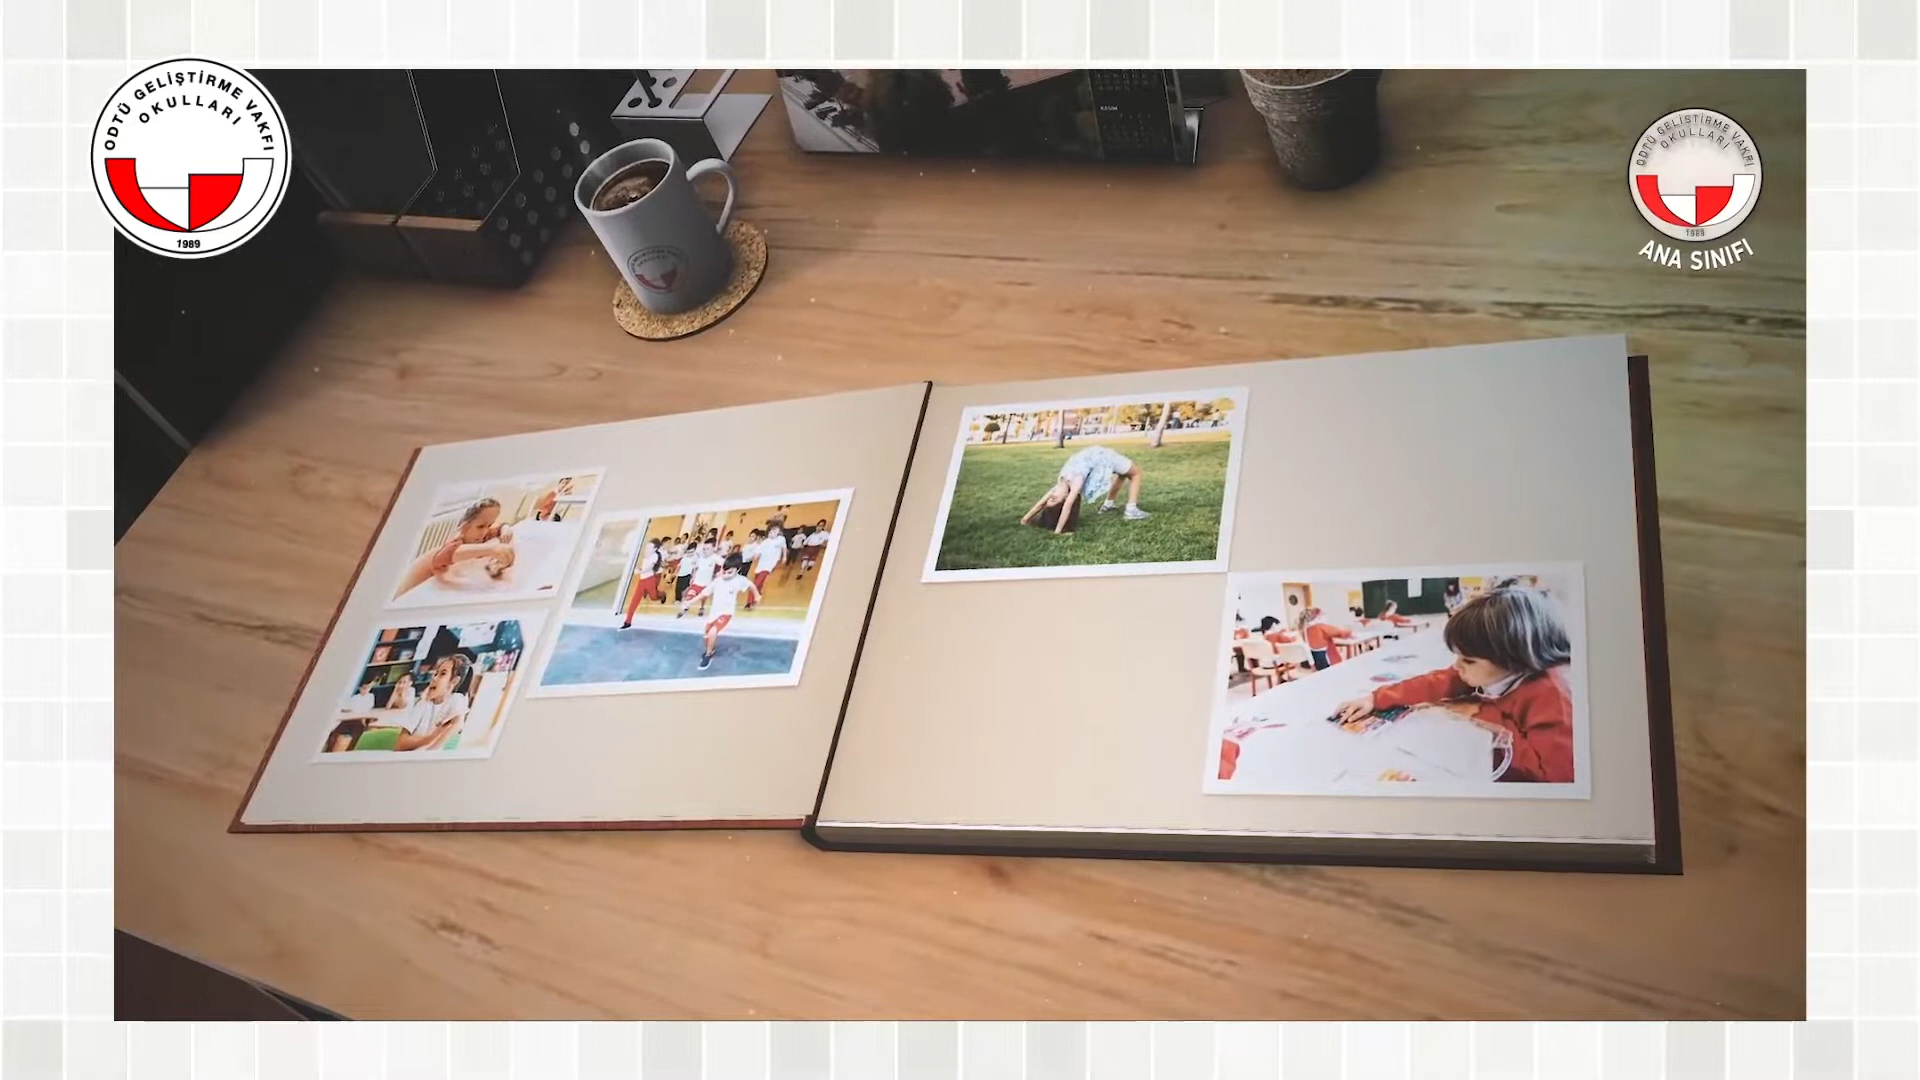 ODTÜ GELİŞTİRME VAKFI
OKULLARI
1989
ODTÜ GELİŞTİRME VAKFI
OKULLARI
1989
ANA SINIFI